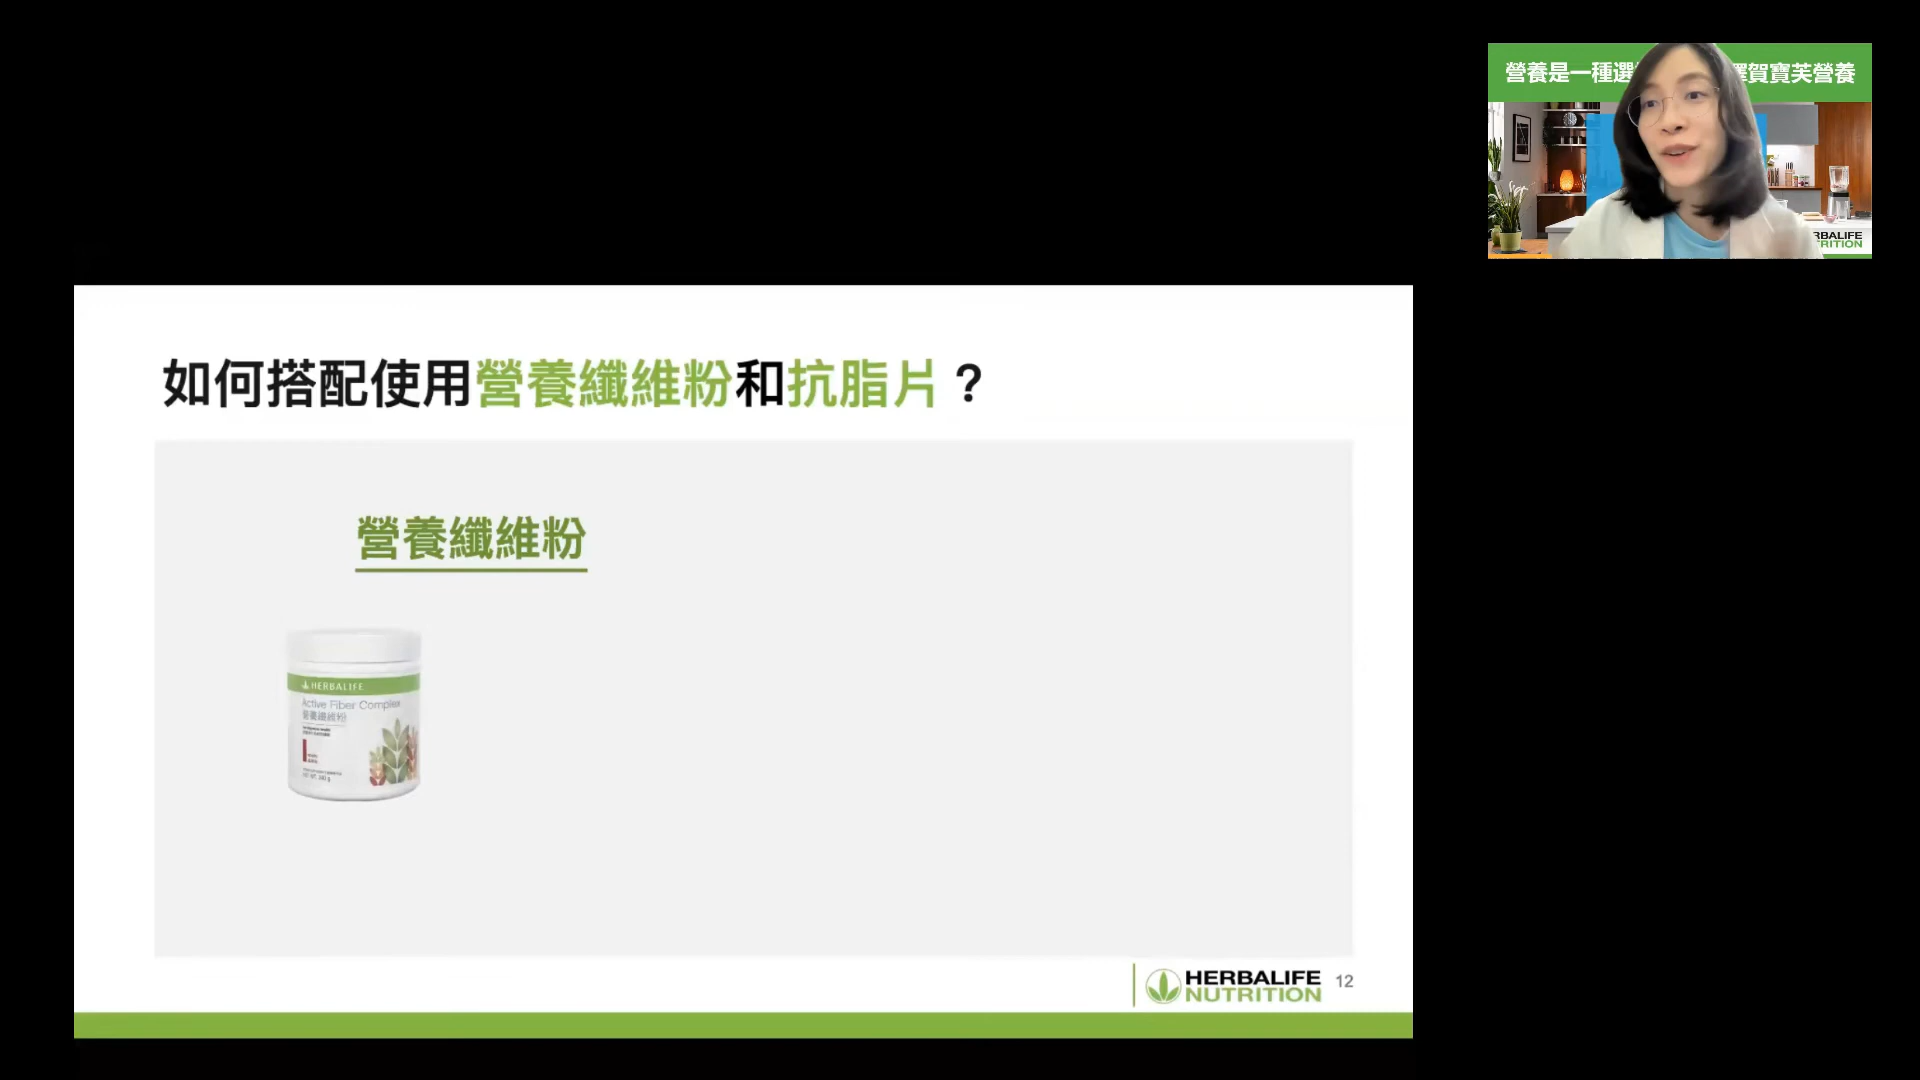 營養是一種選
擇賀寶芙營養
RBALIFE
RITION
如何搭配使用營養纖維粉和抗脂片？
營養纖維粉
HERBALIFE
Active Fiber Complex
營養纖維粉
HERBALIFE
NUTRITION
12